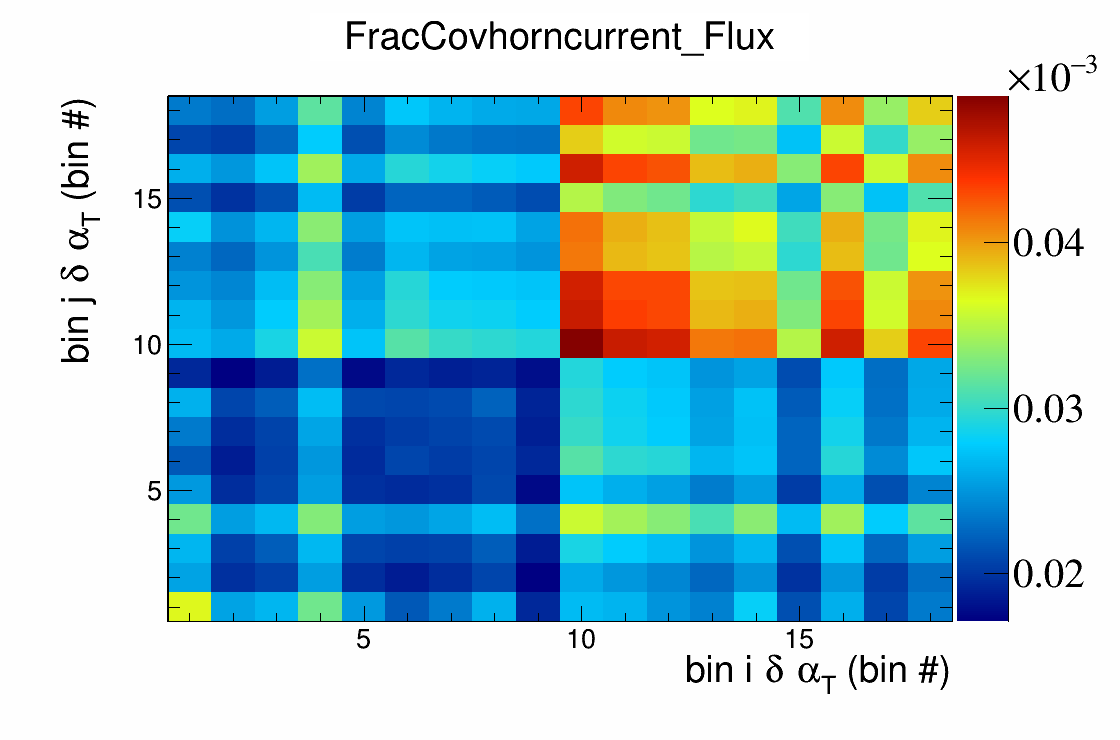 FracCovhorncurrent_Flux
×10⁻³
bin j δ α_T (bin #)
15
10
5
0.04
0.03
0.02
5 10 15
bin i δ α_T (bin #)